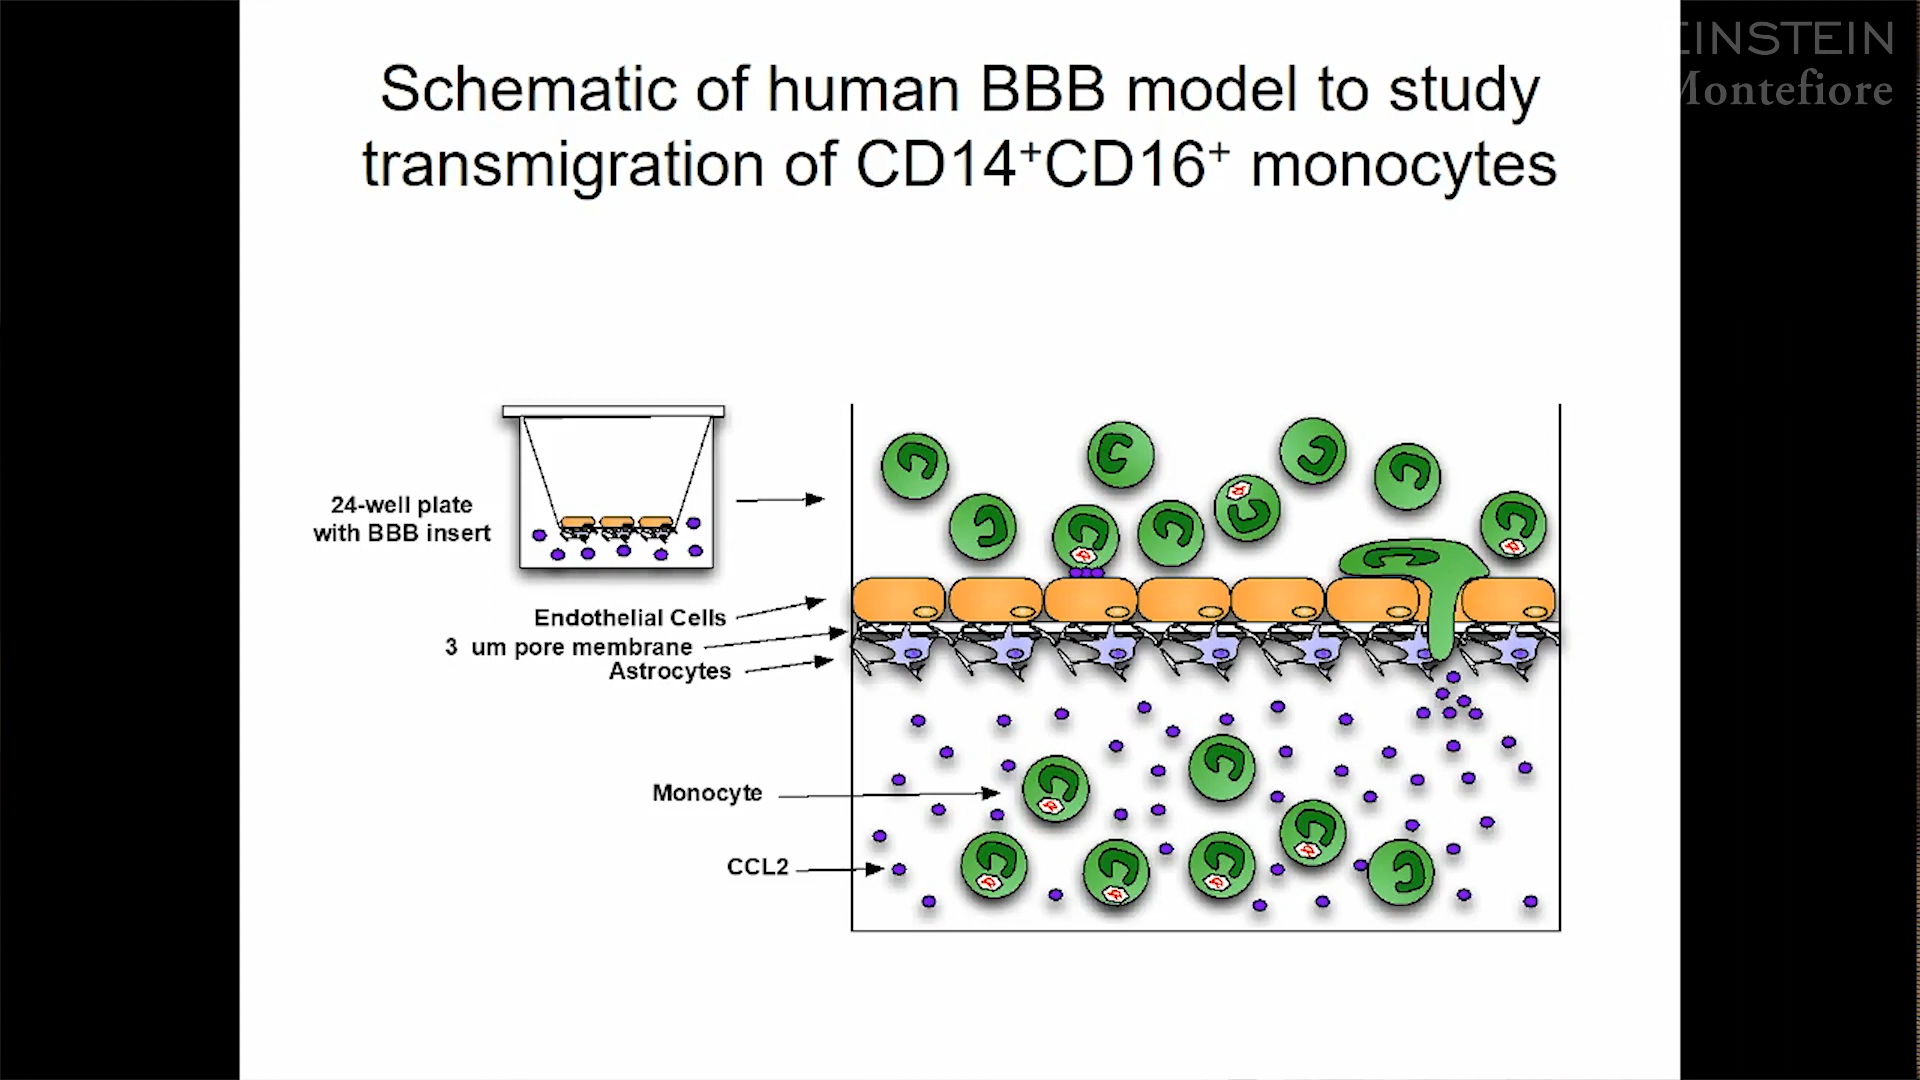 EINSTEIN
Montefiore
Schematic of human BBB model to study
transmigration of CD14⁺CD16⁺ monocytes
24-well plate
with BBB insert
Endothelial Cells
3 um pore membrane
Astrocytes
Monocyte
CCL2